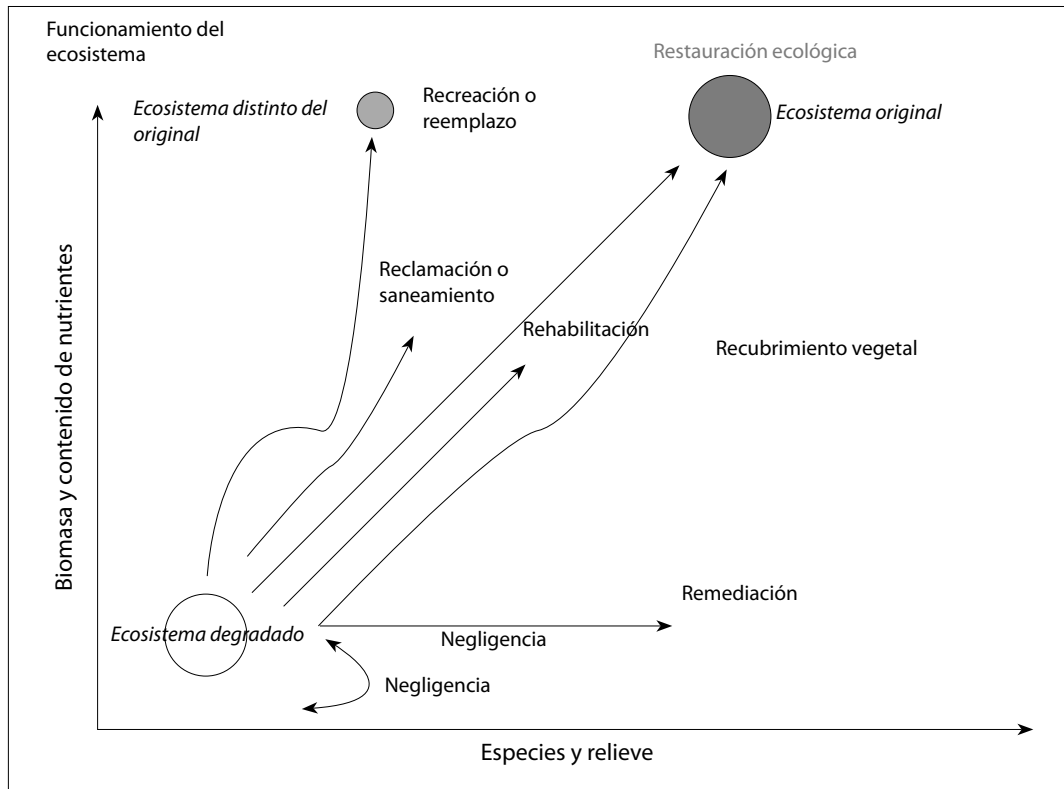 Funcionamiento del
ecosistema
Restauración ecológica
Ecosistema distinto del
original
Recreación o
reemplazo
Ecosistema original
Reclamación o
saneamiento
Rehabilitación
Recubrimiento vegetal
Biomasa y contenido de nutrientes
Remediación
Ecosistema degradado
Negligencia
Negligencia
Especies y relieve